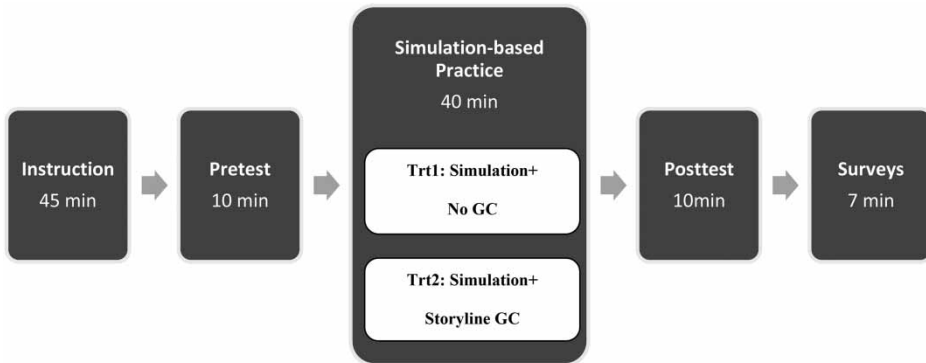 Instruction
45 min
Pretest
10 min
Simulation-based
Practice
40 min
Trt1: Simulation+
No GC
Trt2: Simulation+
Storyline GC
Posttest
10min
Surveys
7 min